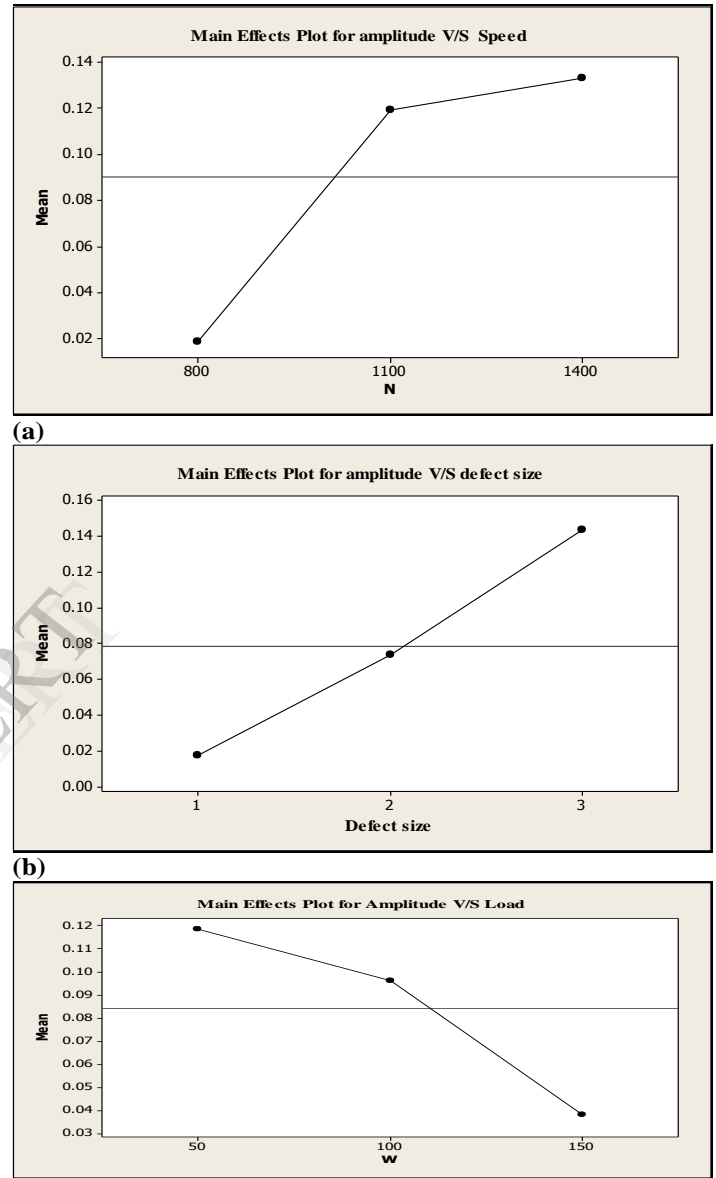 Main Effects Plot for amplitude V/S Speed
0.14
0.12
0.10
0.08
0.06
0.04
0.02
Mean
800 1100 1400
N
(a)
Main Effects Plot for amplitude V/S defect size
0.16
0.14
0.12
0.10
0.08
0.06
0.04
0.02
0.00
Mean
1 2 3
Defect size
(b)
Main Effects Plot for Amplitude V/S Load
0.12
0.11
0.10
0.09
0.08
0.07
0.06
0.05
0.04
0.03
Mean
50 100 150
W